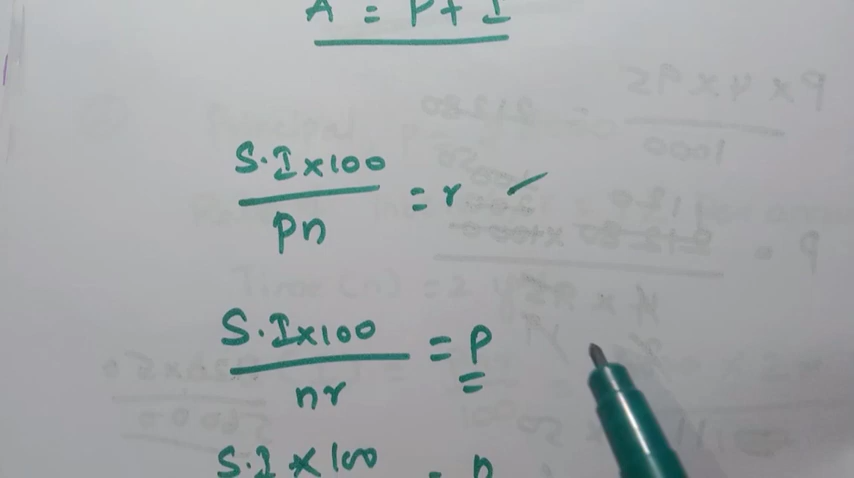 A = P + I
S.I x 100
pn
= r ✓
S.I x 100
nr
= P
S.I x 100
= n